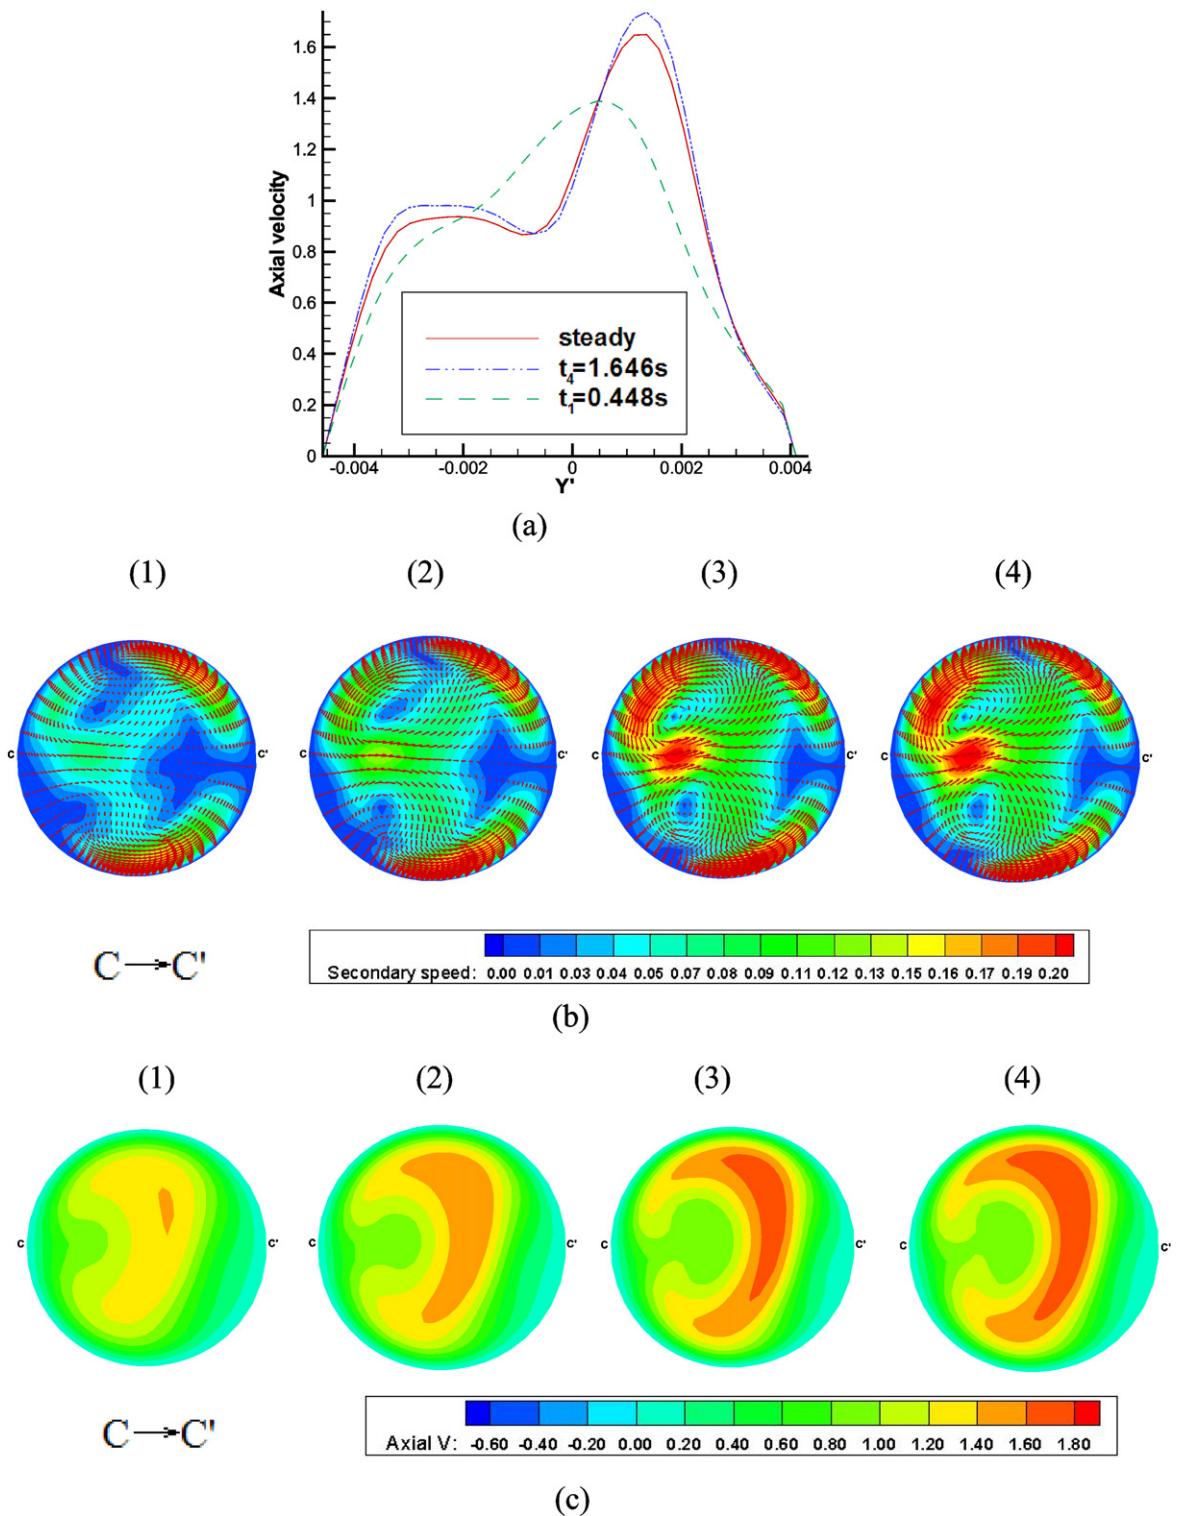 1.6
1.4
1.2
1
0.8
0.6
0.4
0.2
0
Axial velocity
steady
t4=1.646s
t1=0.448s
-0.004 -0.002 0 0.002 0.004
Y'
(a)
(1) (2) (3) (4)
C C' C C' C C' C C'
C C'
Secondary speed: 0.00 0.01 0.03 0.04 0.05 0.07 0.08 0.09 0.11 0.12 0.13 0.15 0.16 0.17 0.19 0.20
(b)
(1) (2) (3) (4)
C C' C C' C C' C C'
C C'
Axial V: -0.60 -0.40 -0.20 0.00 0.20 0.40 0.60 0.80 1.00 1.20 1.40 1.60 1.80
(c)